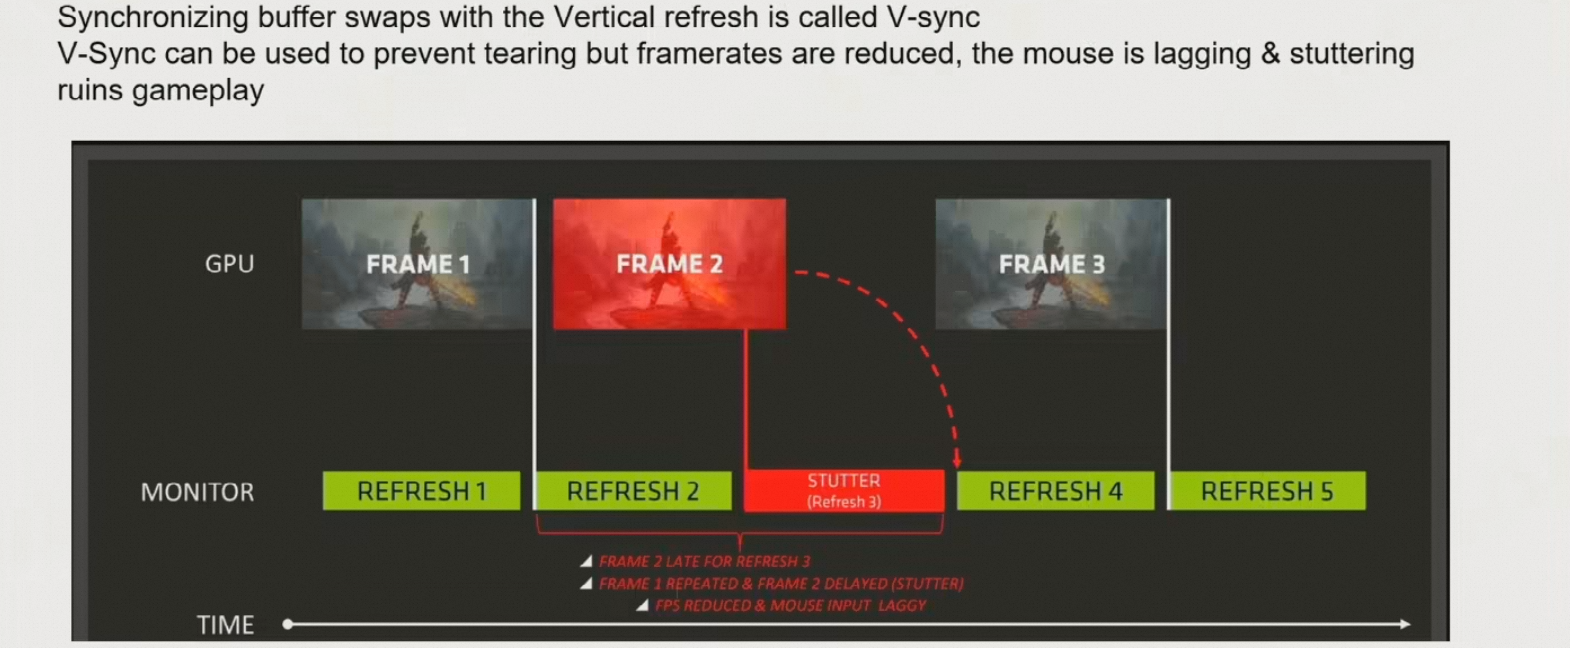 Synchronizing buffer swaps with the Vertical refresh is called V-sync
V-Sync can be used to prevent tearing but framerates are reduced, the mouse is lagging & stuttering
ruins gameplay
GPU
FRAME 1
FRAME 2
FRAME 3
MONITOR
REFRESH 1
REFRESH 2
STUTTER
(Refresh 3)
REFRESH 4
REFRESH 5
FRAME 2 LATE FOR REFRESH 3
FRAME 1 REPEATED & FRAME 2 DELAYED (STUTTER)
FPS REDUCED & MOUSE INPUT LAGGY
TIME